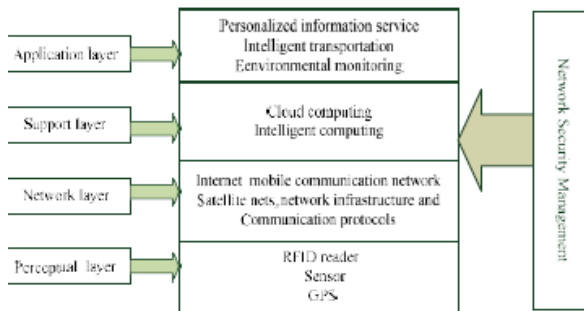 Application layer
Personalized information service
Intelligent transportation
Eenvironmental monitoring
Support layer
Cloud computing
Intelligent computing
Network layer
Internet mobile communication network
Satellite nets, network infrastructure and
Communication protocols
Perceptual layer
RFID reader
Sensor
GPS
Network Security Management